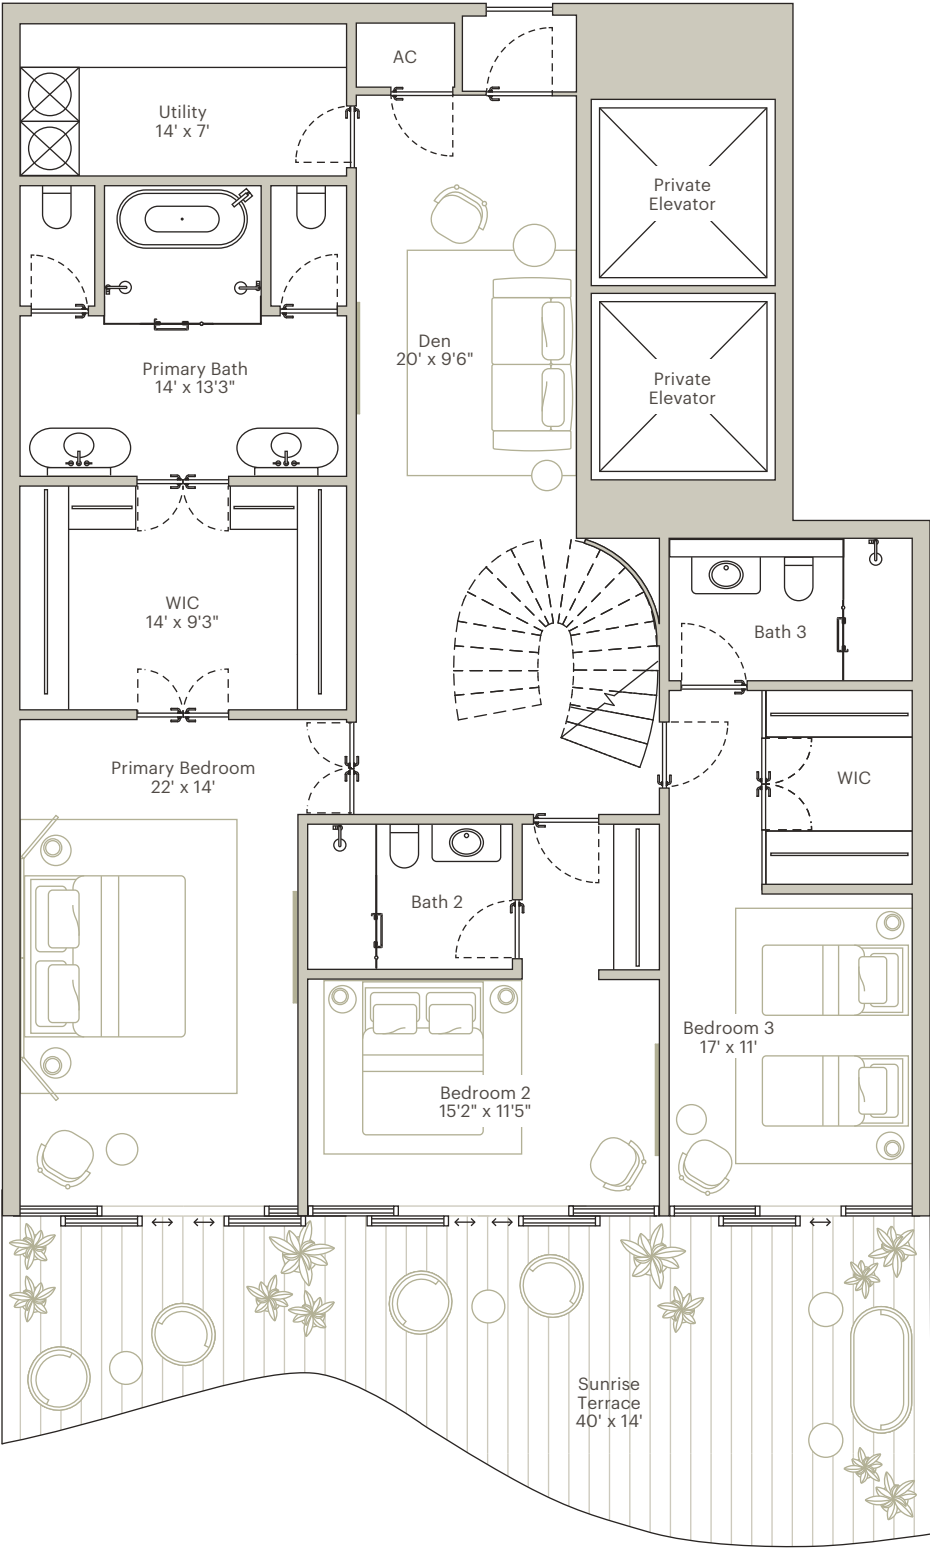 AC
Utility
14' x 7'
Private
Elevator
Den
20' x 9'6"
Primary Bath
14' x 13'3"
Private
Elevator
WIC
14' x 9'3"
Bath 3
Primary Bedroom
22' x 14'
WIC
Bath 2
Bedroom 3
17' x 11'
Bedroom 2
15'2" x 11'5"
Sunrise
Terrace
40' x 14'